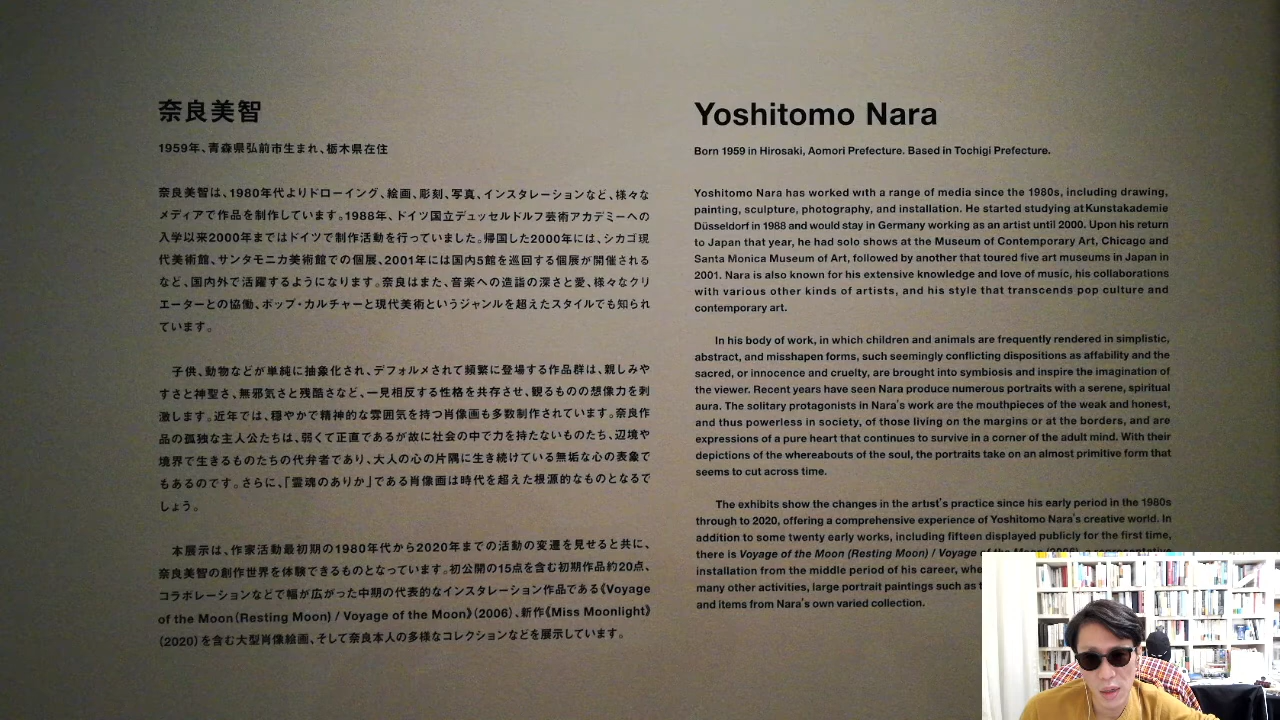 奈良美智
1959年、青森県弘前市生まれ、栃木県在住
奈良美智は、1980年代よりドローイング、絵画、彫刻、写真、インスタレーションなど、様々な
メディアで作品を制作しています。1988年、ドイツ国立デュッセルドルフ芸術アカデミーへの
入学以来2000年まではドイツで制作活動を行っていました。帰国した2000年には、シカゴ現
代美術館、サンタモニカ美術館での個展、2001年には国内5館を巡回する個展が開催される
など、国内外で活躍するようになります。奈良はまた、音楽への造詣の深さと愛、様々なクリ
エーターとの協働、ポップ・カルチャーと現代美術というジャンルを超えたスタイルでも知られ
ています。
子供、動物などが単純に抽象化され、デフォルメされて頻繁に登場する作品群は、親しみや
すさと神聖さ、無邪気さと残酷さなど、一見相反する性格を共存させ、観るものの想像力を刺
激します。近年では、穏やかで精神的な雰囲気を持つ肖像画も多数制作されています。奈良作
品の孤独な主人公たちは、弱くて正直であるが故に社会の中で力を持たないものたち、辺境や
境界で生きるものたちの代弁者であり、大人の心の片隅に生き続けている無垢な心の表象で
もあるのです。さらに、「霊魂のありか」である肖像画は時代を超えた根源的なものとなるで
しょう。
本展示は、作家活動最初期の1980年代から2020年までの活動の変遷を見せると共に、
奈良美智の創作世界を体験できるものとなっています。初公開の15点を含む初期作品約20点、
コラボレーションなどで幅が広がった中期の代表的なインスタレーション作品である《Voyage
of the Moon (Resting Moon) / Voyage of the Moon》(2006)、新作《Miss Moonlight》
(2020)を含む大型肖像絵画、そして奈良本人の多様なコレクションなどを展示しています。
Yoshitomo Nara
Born 1959 in Hirosaki, Aomori Prefecture. Based in Tochigi Prefecture.
Yoshitomo Nara has worked with a range of media since the 1980s, including drawing,
painting, sculpture, photography, and installation. He started studying at Kunstakademie
Düsseldorf in 1988 and would stay in Germany working as an artist until 2000. Upon his return
to Japan that year, he had solo shows at the Museum of Contemporary Art, Chicago and
Santa Monica Museum of Art, followed by another that toured five art museums in Japan in
2001. Nara is also known for his extensive knowledge and love of music, his collaborations
with various other kinds of artists, and his style that transcends pop culture and
contemporary art.
In his body of work, in which children and animals are frequently rendered in simplistic,
abstract, and misshapen forms, such seemingly conflicting dispositions as affability and the
sacred, or innocence and cruelty, are brought into symbiosis and inspire the imagination of
the viewer. Recent years have seen Nara produce numerous portraits with a serene, spiritual
aura. The solitary protagonists in Nara's work are the mouthpieces of the weak and honest,
and thus powerless in society, of those living on the margins or at the borders, and are
expressions of a pure heart that continues to survive in a corner of the adult mind. With their
depictions of the whereabouts of the soul, the portraits take on an almost primitive form that
seems to cut across time.
The exhibits show the changes in the artist's practice since his early period in the 1980s
through to 2020, offering a comprehensive experience of Yoshitomo Nara's creative world. In
addition to some twenty early works, including fifteen displayed publicly for the first time,
there is Voyage of the Moon (Resting Moon) / Voyage
installation from the middle period of his career,
many other activities, large portrait paintings such as
and items from Nara's own varied collection.